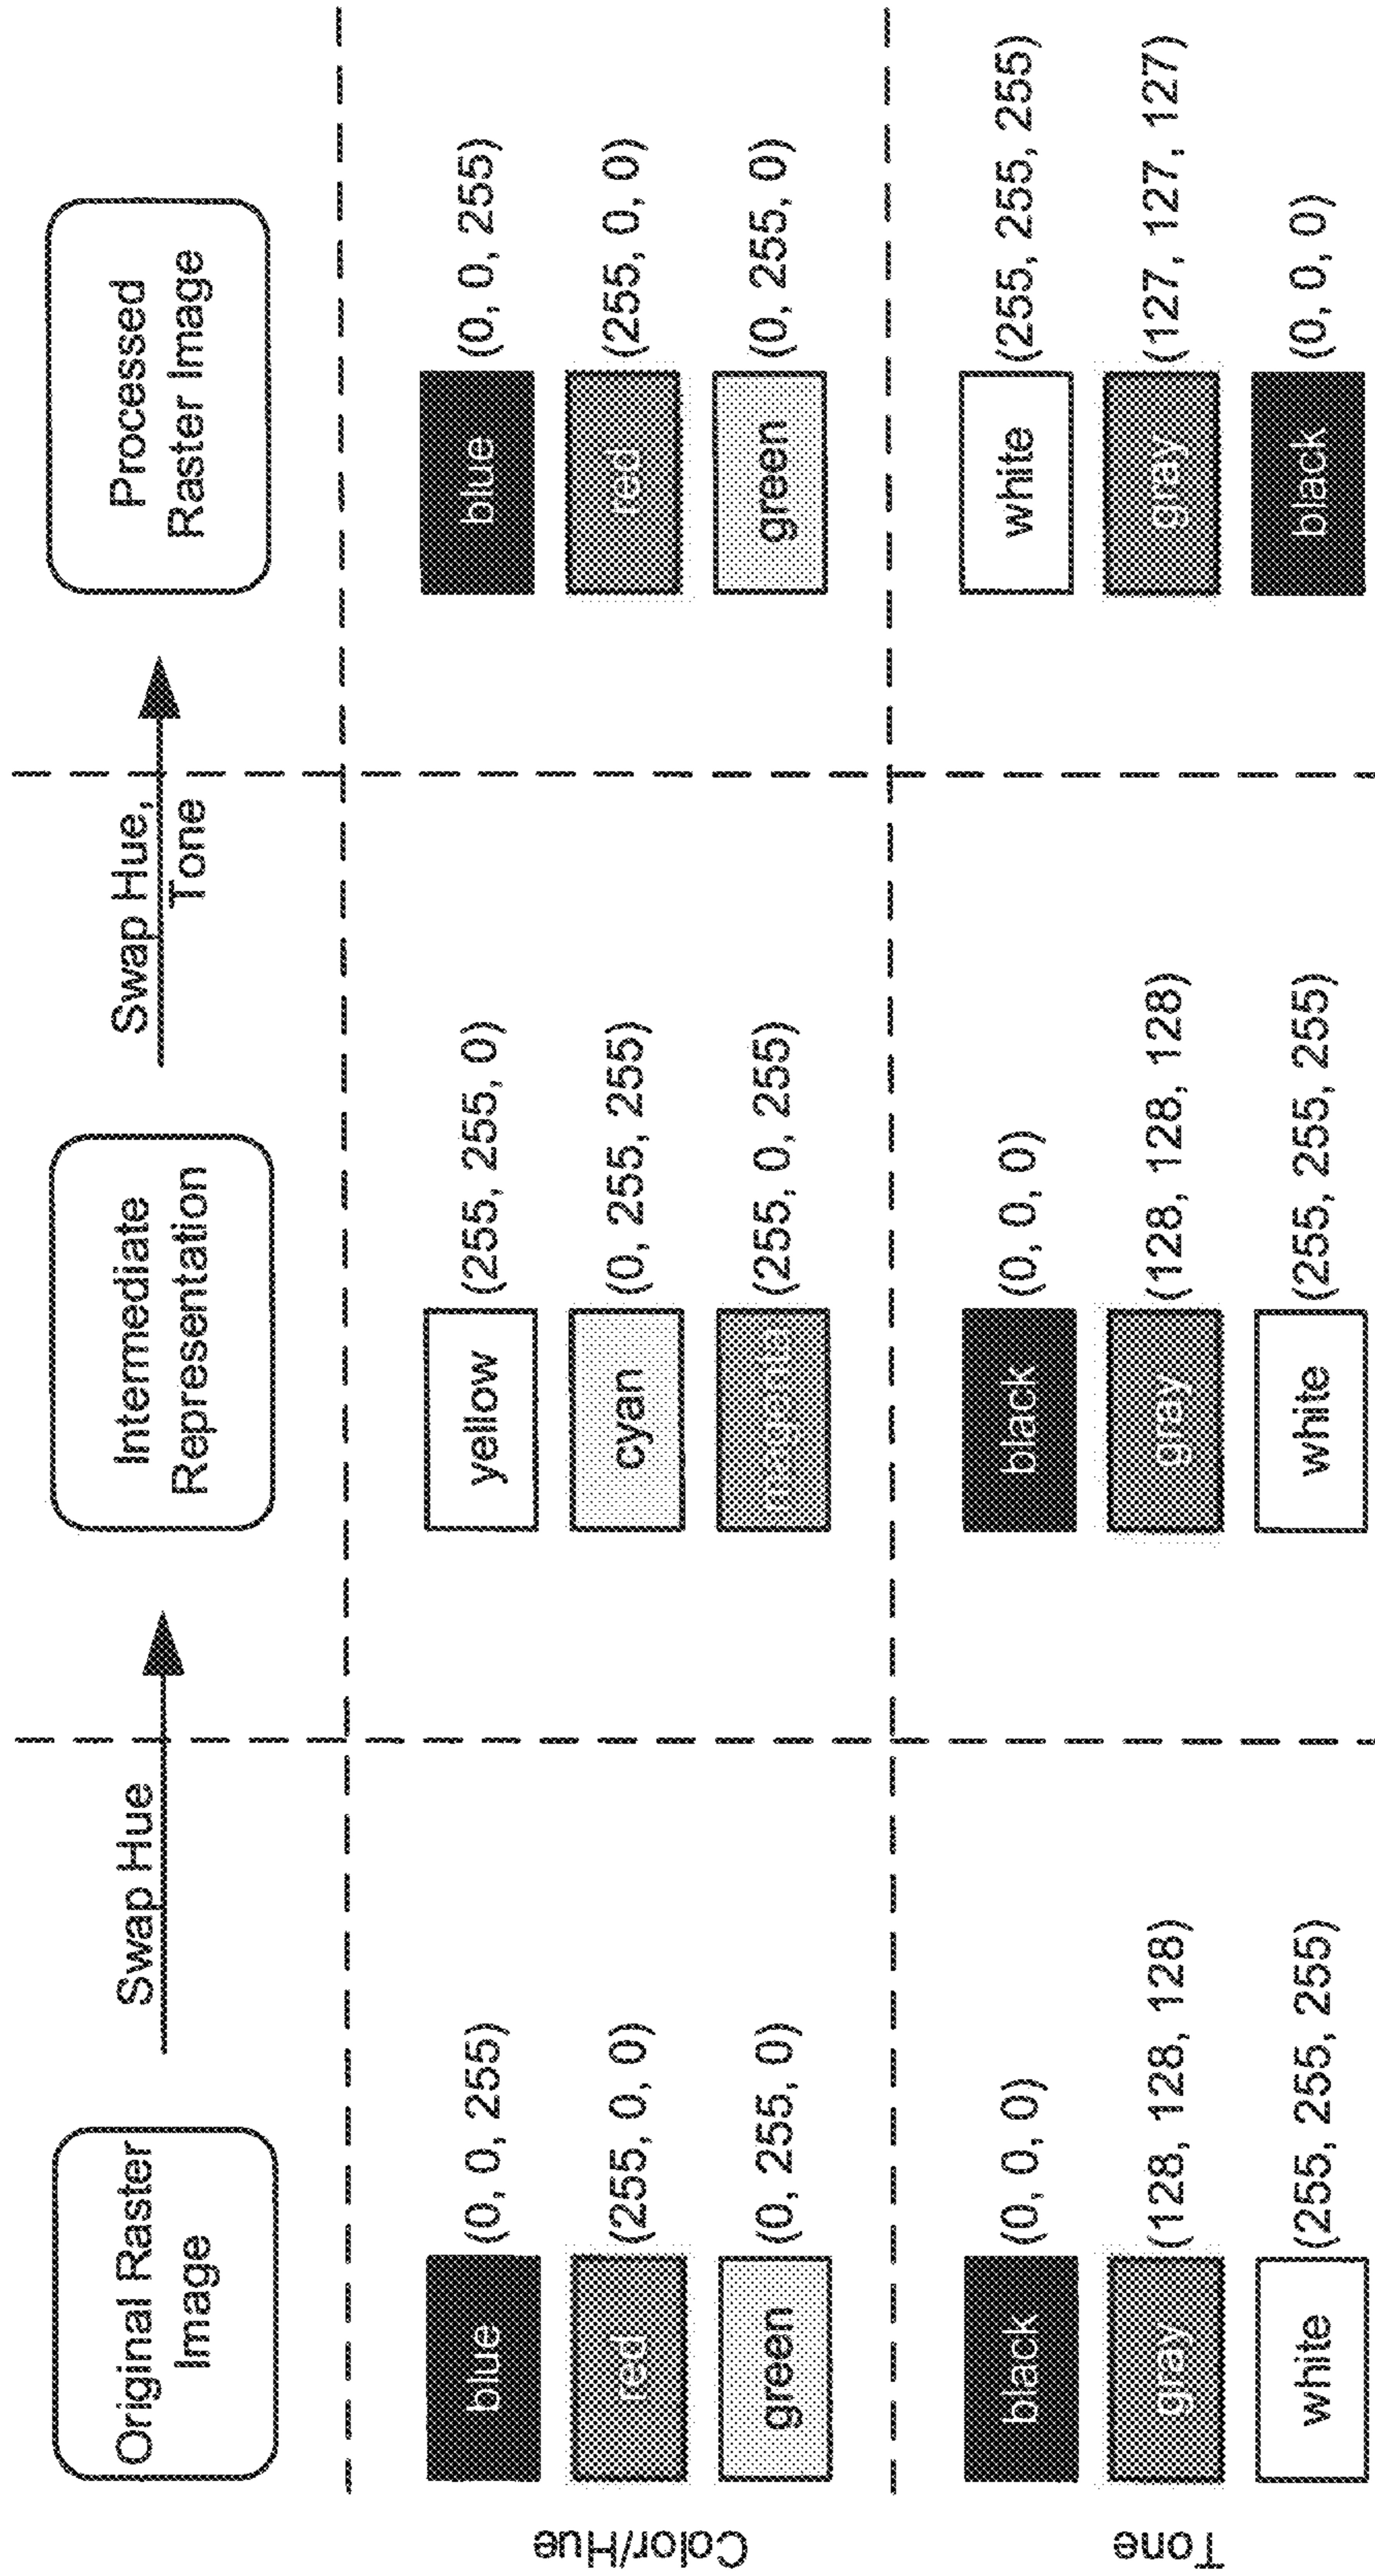 Original Raster
Image
Swap Hue
Intermediate
Representation
Swap Hue,
Tone
Processed
Raster Image
Color/Hue
blue (0, 0, 255)
red (255, 0, 0)
green (0, 255, 0)
yellow (255, 255, 0)
cyan (0, 255, 255)
magenta (255, 0, 255)
blue (0, 0, 255)
red (255, 0, 0)
green (0, 255, 0)
Tone
black (0, 0, 0)
gray (128, 128, 128)
white (255, 255, 255)
black (0, 0, 0)
gray (128, 128, 128)
white (255, 255, 255)
white (255, 255, 255)
gray (127, 127, 127)
black (0, 0, 0)